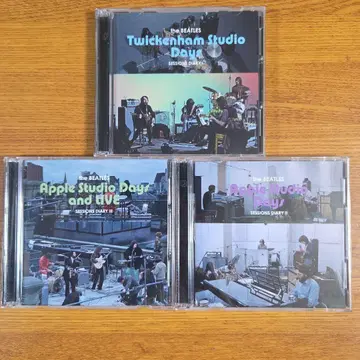 the BEATLES
Twickenham Studio
Days
SESSIONS DIARY I
the BEATLES
Apple Studio Days
and LIVE
SESSIONS DIARY III
the BEATLES
Apple Studio
Days
SESSIONS DIARY II